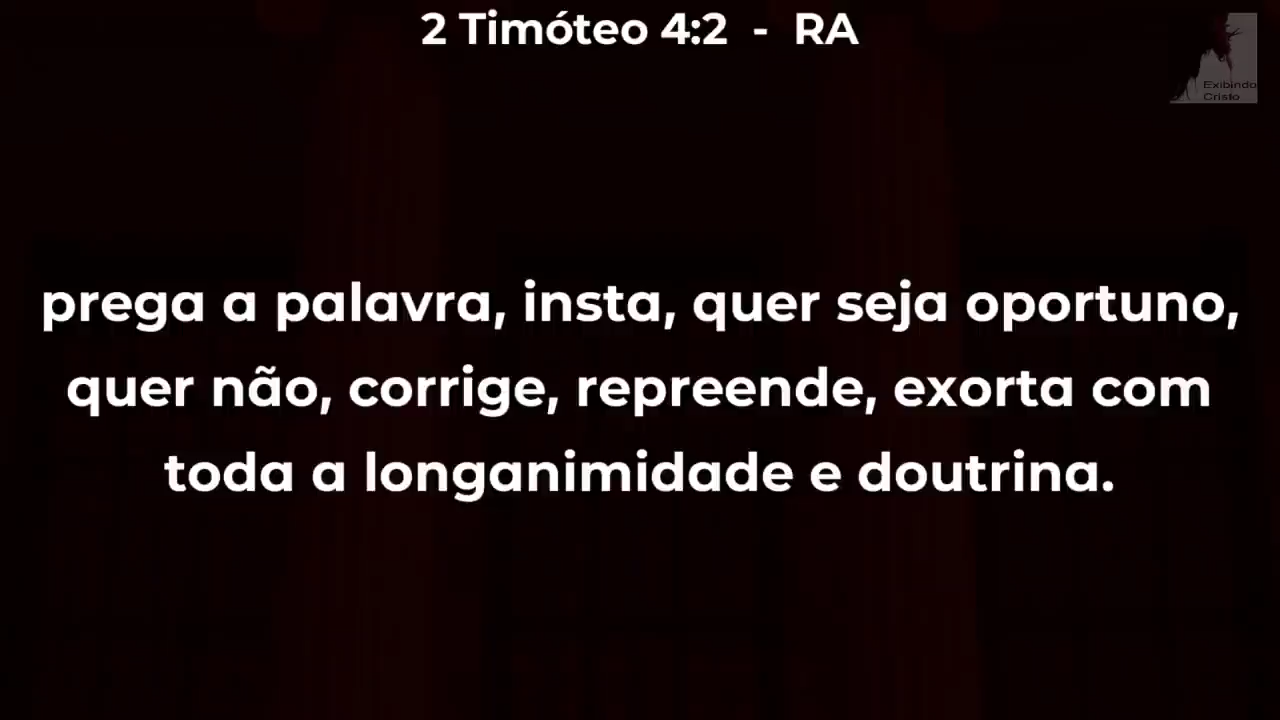 2 Timóteo 4:2 - RA
Exibindo
Cristo
prega a palavra, insta, quer seja oportuno,
quer não, corrige, repreende, exorta com
toda a longanimidade e doutrina.